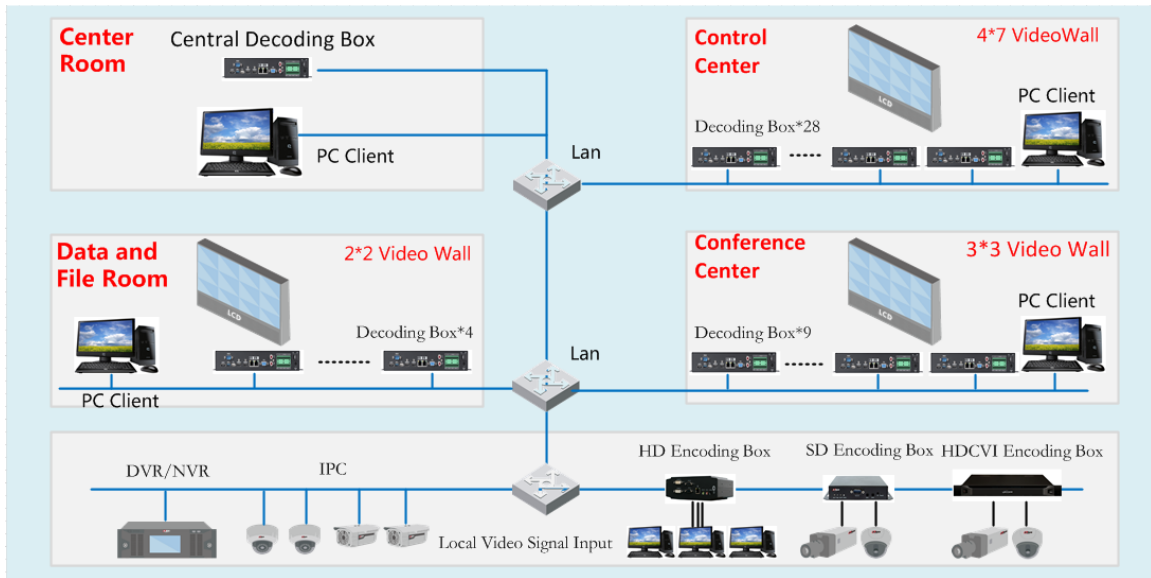 Center
Room
Central Decoding Box
PC Client
Control
Center
4*7 VideoWall
LCD
PC Client
Decoding Box*28
Lan
Data and
File Room
2*2 Video Wall
LCD
Decoding Box*4
PC Client
Conference
Center
3*3 Video Wall
LCD
PC Client
Decoding Box*9
Lan
DVR/NVR
IPC
Local Video Signal Input
HD Encoding Box
SD Encoding Box
HDCVI Encoding Box